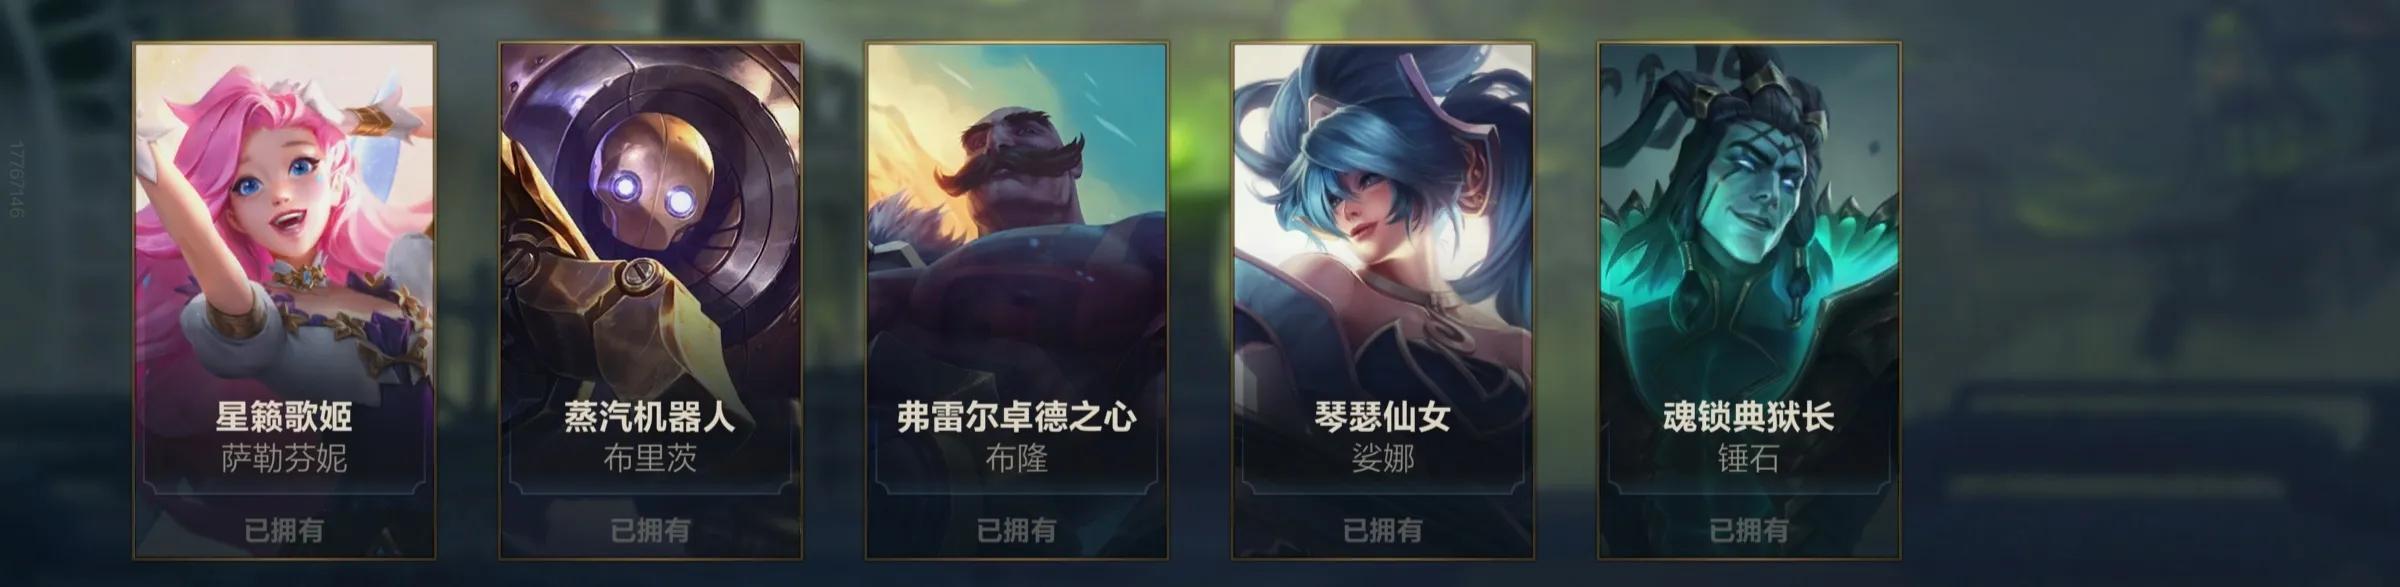 17767146
星籁歌姬
萨勒芬妮
已拥有
蒸汽机器人
布里茨
已拥有
弗雷尔卓德之心
布隆
已拥有
琴瑟仙女
娑娜
已拥有
魂锁典狱长
锤石
已拥有